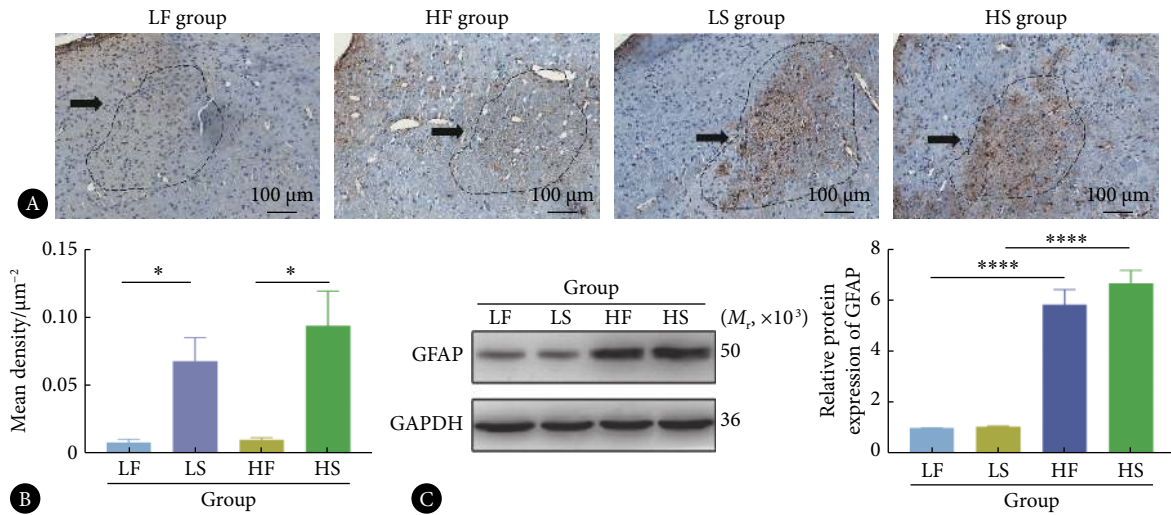 LF group HF group LS group HS group
100 μm 100 μm 100 μm 100 μm
A
Mean density/μm⁻²
0.15
0.10
0.05
0
* *
LF LS HF HS
Group
B
Group
LF LS HF HS (Mᵣ, ×10³)
GFAP 50
GAPDH 36
C
Relative protein
expression of GFAP
8
6
4
2
0
****
****
LF LS HF HS
Group